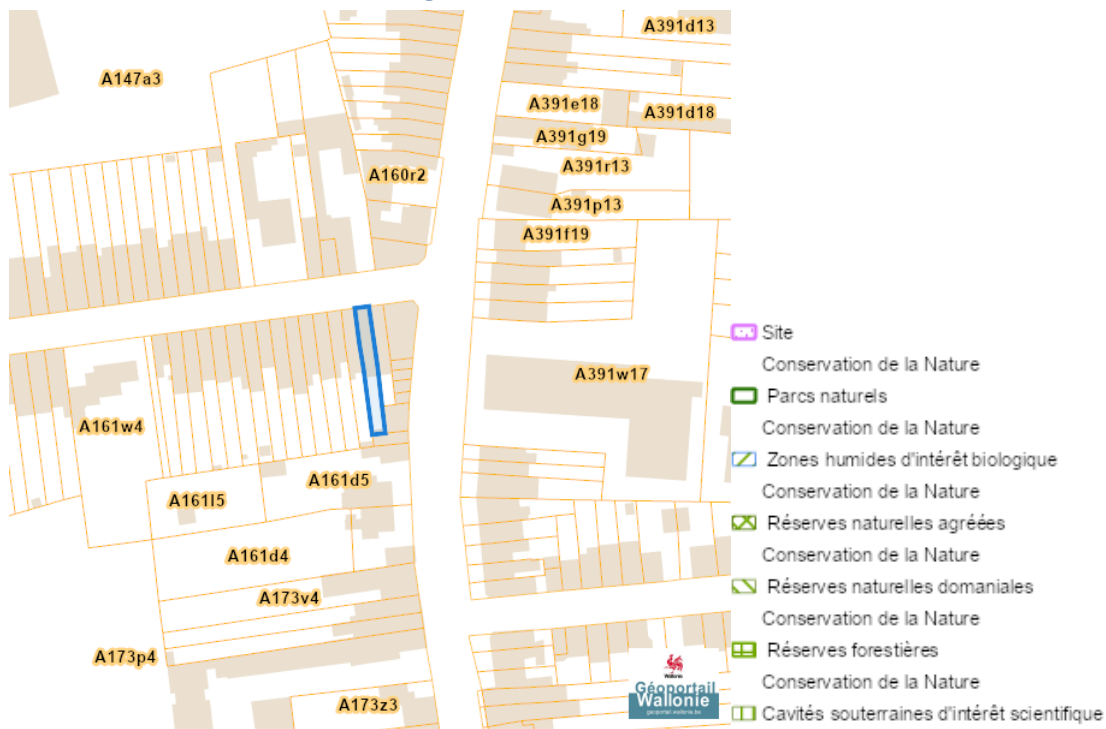 A391d13
A147a3
A391e18
A391d18
A391g19
A391r13
A160r2
A391p13
A391f19
Site
Conservation de la Nature
A391w17
Parcs naturels
A161w4
Conservation de la Nature
Zones humides d'intérêt biologique
A161d5
Conservation de la Nature
A161l5
Réserves naturelles agréées
A161d4
Conservation de la Nature
Réserves naturelles domaniales
A173v4
Conservation de la Nature
Réserves forestières
A173p4
Wallonie
Conservation de la Nature
Géoportail
Wallonie
geoportail.wallonie.be
A173z3
Cavités souterraines d'intérêt scientifique